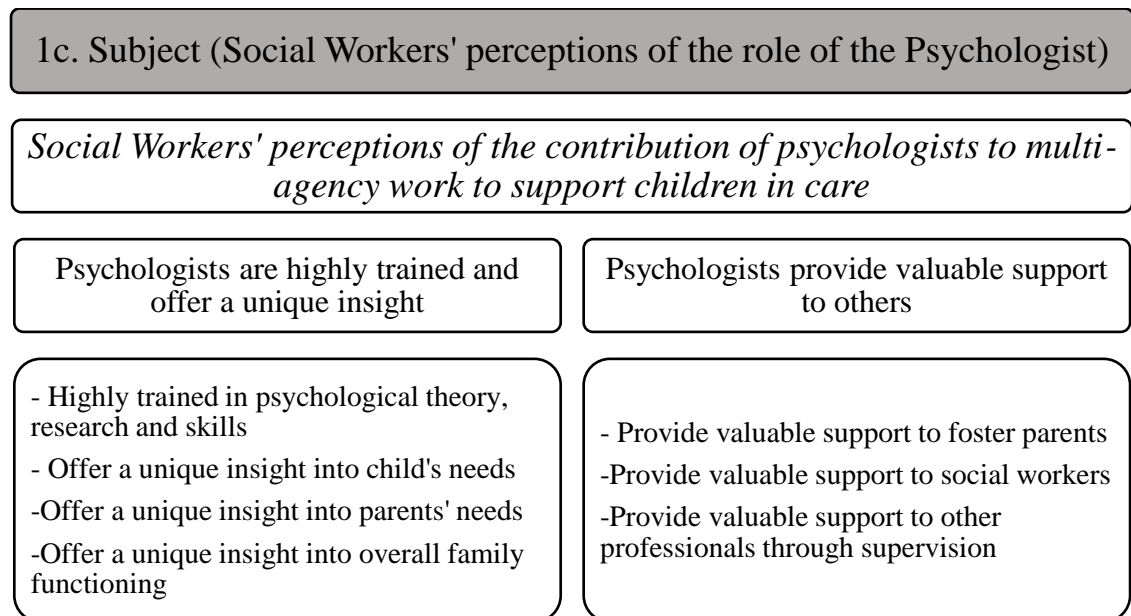 1c. Subject (Social Workers' perceptions of the role of the Psychologist)
Social Workers' perceptions of the contribution of psychologists to multi-
agency work to support children in care
Psychologists are highly trained and
offer a unique insight
Psychologists provide valuable support
to others
- Highly trained in psychological theory,
research and skills
- Offer a unique insight into child's needs
-Offer a unique insight into parents' needs
-Offer a unique insight into overall family
functioning
- Provide valuable support to foster parents
-Provide valuable support to social workers
-Provide valuable support to other
professionals through supervision